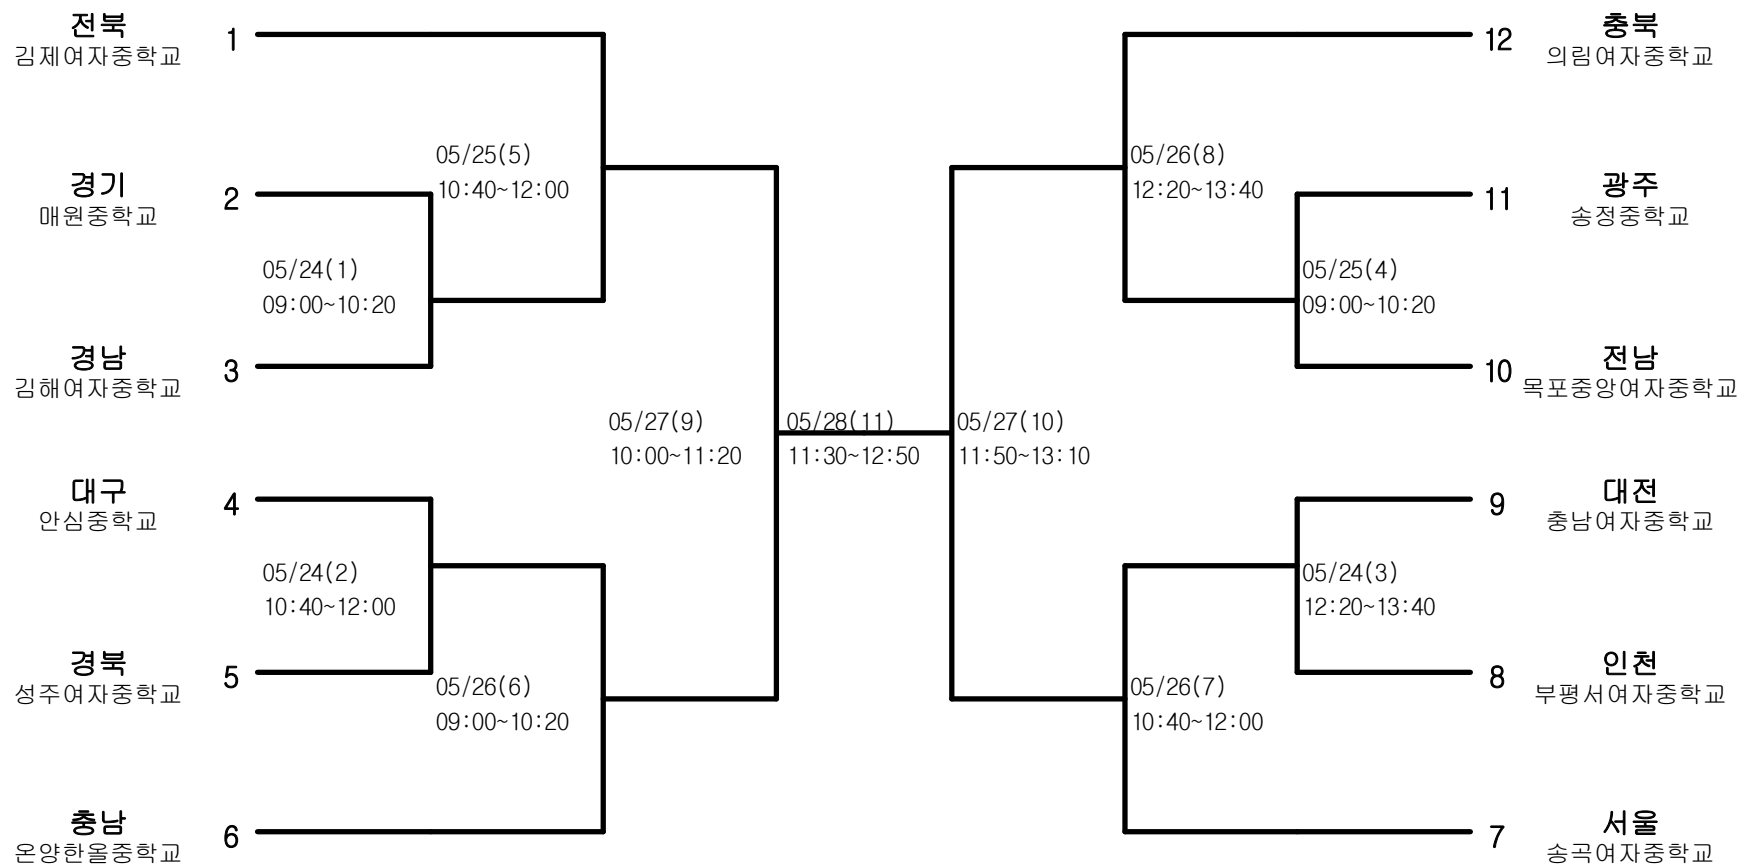 전북
김제여자중학교
1
경기
매원중학교
2
05/25(5)
10:40~12:00
05/24(1)
09:00~10:20
경남
김해여자중학교
3
대구
안심중학교
4
05/24(2)
10:40~12:00
경북
성주여자중학교
5
05/26(6)
09:00~10:20
충남
온양한올중학교
6
05/27(9)
10:00~11:20
05/28(11)
11:30~12:50
05/27(10)
11:50~13:10
12
충북
의림여자중학교
05/26(8)
12:20~13:40
11
광주
송정중학교
05/25(4)
09:00~10:20
10
전남
목포중앙여자중학교
9
대전
충남여자중학교
05/24(3)
12:20~13:40
8
인천
부평서여자중학교
05/26(7)
10:40~12:00
7
서울
송곡여자중학교